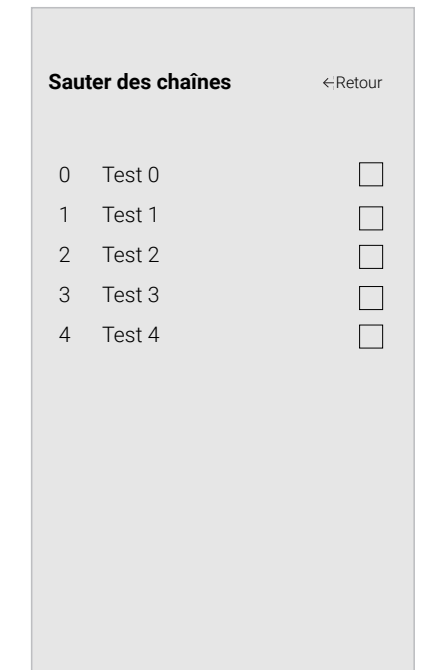 Sauter des chaînes ←Retour
0 Test 0
1 Test 1
2 Test 2
3 Test 3
4 Test 4